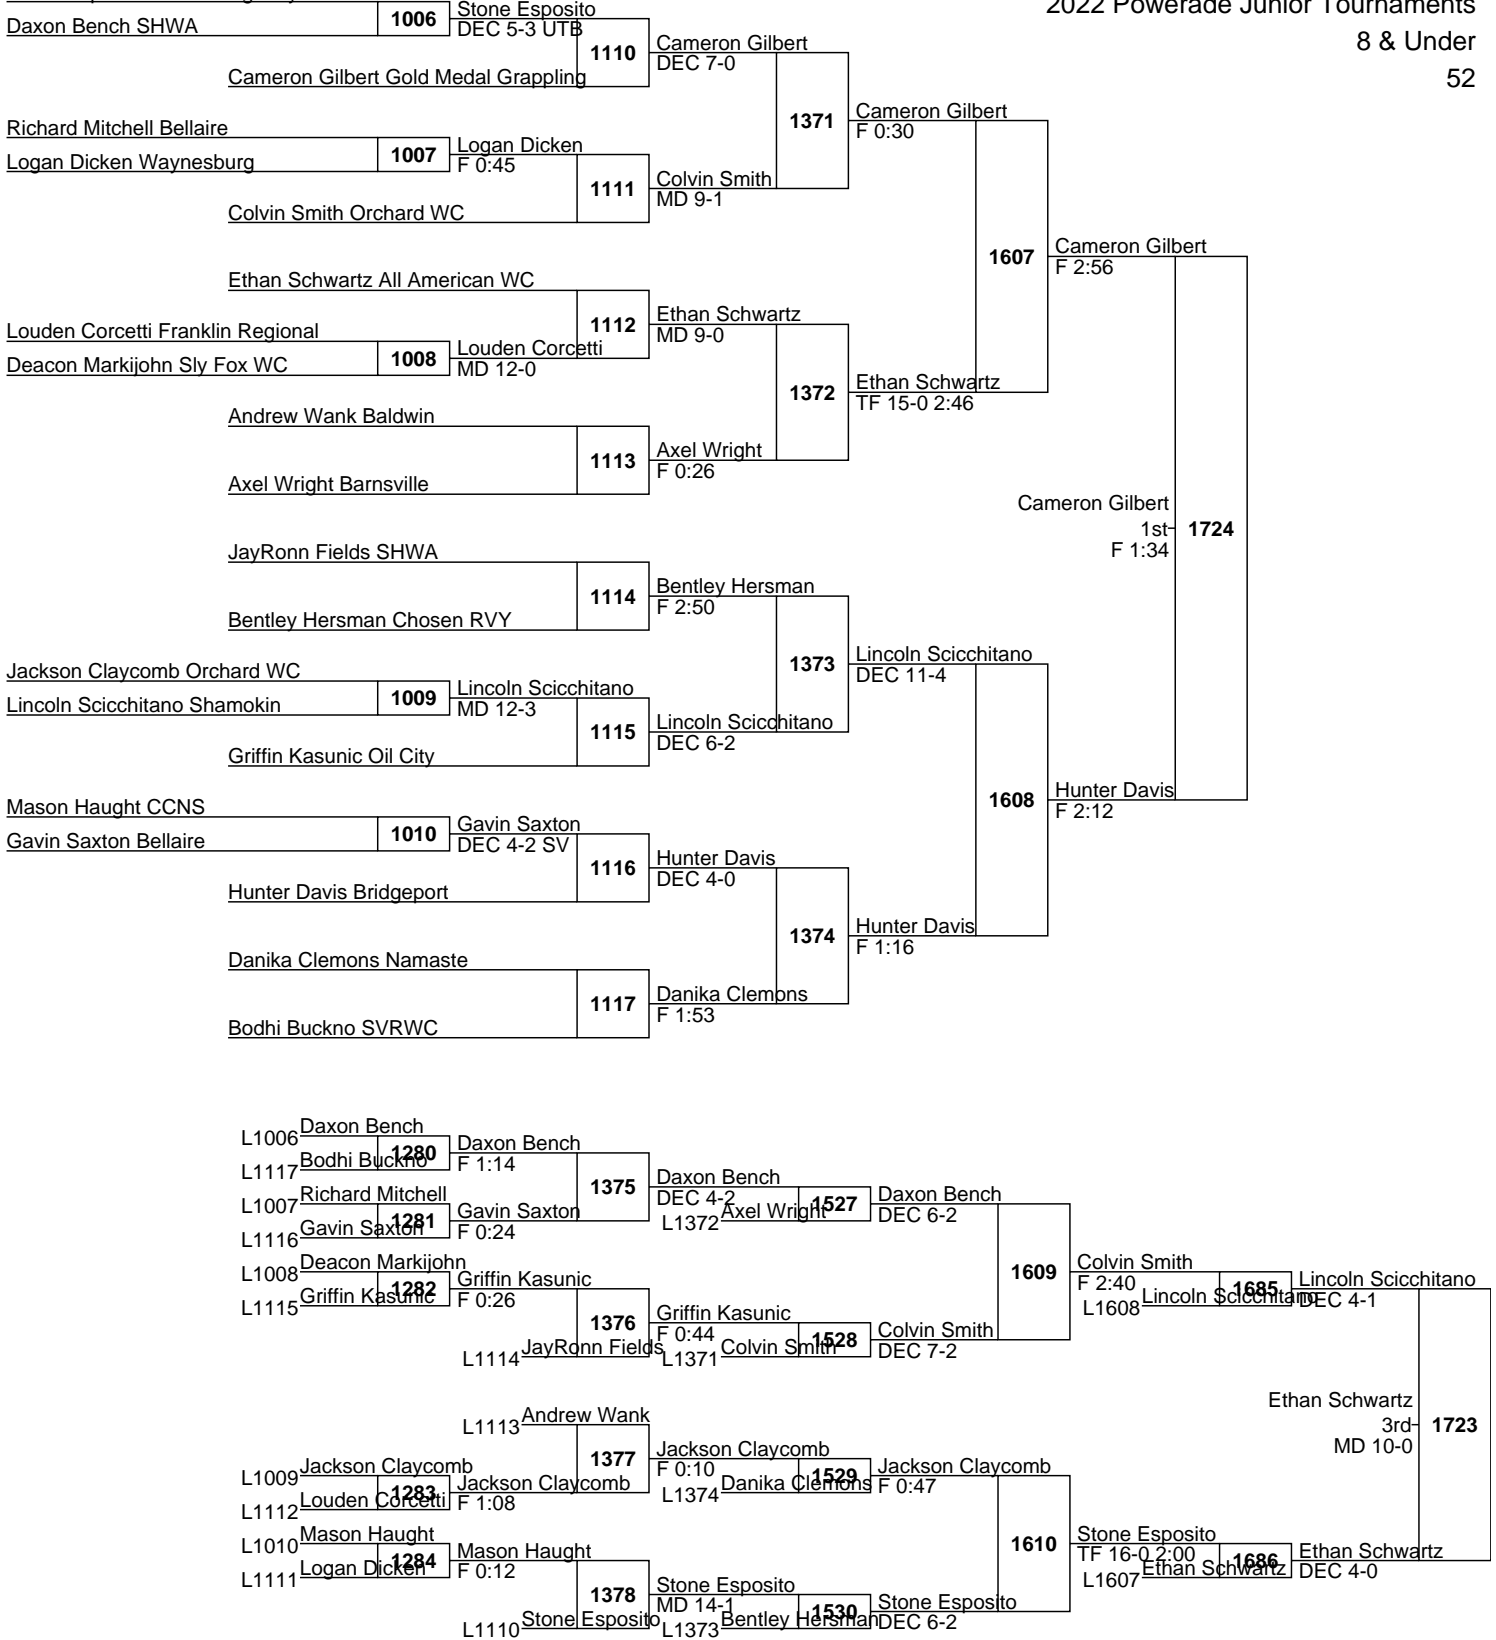 2022 Powerade Junior Tournaments
8 & Under
52
Daxon Bench SHWA
1006
Stone Esposito
DEC 5-3 UTB
Cameron Gilbert Gold Medal Grappling
1110
Cameron Gilbert
DEC 7-0
Richard Mitchell Bellaire
Logan Dicken Waynesburg
1007
Logan Dicken
F 0:45
Colvin Smith Orchard WC
1111
Colvin Smith
MD 9-1
1371
Cameron Gilbert
F 0:30
Ethan Schwartz All American WC
Louden Corcetti Franklin Regional
Deacon Markijohn Sly Fox WC
1008
Louden Corcetti
MD 12-0
1112
Ethan Schwartz
MD 9-0
Andrew Wank Baldwin
Axel Wright Barnsville
1113
Axel Wright
F 0:26
1372
Ethan Schwartz
TF 15-0 2:46
1607
Cameron Gilbert
F 2:56
JayRonn Fields SHWA
Bentley Hersman Chosen RVY
1114
Bentley Hersman
F 2:50
Jackson Claycomb Orchard WC
Lincoln Scicchitano Shamokin
1009
Lincoln Scicchitano
MD 12-3
Griffin Kasunic Oil City
1115
Lincoln Scicchitano
DEC 6-2
1373
Lincoln Scicchitano
DEC 11-4
Mason Haught CCNS
Gavin Saxton Bellaire
1010
Gavin Saxton
DEC 4-2 SV
Hunter Davis Bridgeport
1116
Hunter Davis
DEC 4-0
Danika Clemons Namaste
Bodhi Buckno SVRWC
1117
Danika Clemons
F 1:53
1374
Hunter Davis
F 1:16
1608
Hunter Davis
F 2:12
Cameron Gilbert
1st
F 1:34
1724
L1006 Daxon Bench
L1117 Bodhi Buckno
1280
Daxon Bench
F 1:14
L1007 Richard Mitchell
L1116 Gavin Saxton
1281
Gavin Saxton
F 0:24
1375
Daxon Bench
DEC 4-2
L1372 Axel Wright
1527
Daxon Bench
DEC 6-2
L1008 Deacon Markijohn
L1115 Griffin Kasunic
1282
Griffin Kasunic
F 0:26
L1114 JayRonn Fields
1376
Griffin Kasunic
F 0:44
L1371 Colvin Smith
1528
Colvin Smith
DEC 7-2
1609
Colvin Smith
F 2:40
L1608 Lincoln Scicchitano
1685
Lincoln Scicchitano
DEC 4-1
L1113 Andrew Wank
L1009 Jackson Claycomb
L1112 Louden Corcetti
1283
Jackson Claycomb
F 1:08
1377
Jackson Claycomb
F 0:10
L1374 Danika Clemons
1529
Jackson Claycomb
F 0:47
L1010 Mason Haught
L1111 Logan Dicken
1284
Mason Haught
F 0:12
L1110 Stone Esposito
1378
Stone Esposito
MD 14-1
L1373 Bentley Hersman
1530
Stone Esposito
DEC 6-2
1610
Stone Esposito
TF 16-0 2:00
L1607 Ethan Schwartz
1686
Ethan Schwartz
DEC 4-0
Ethan Schwartz
3rd
MD 10-0
1723